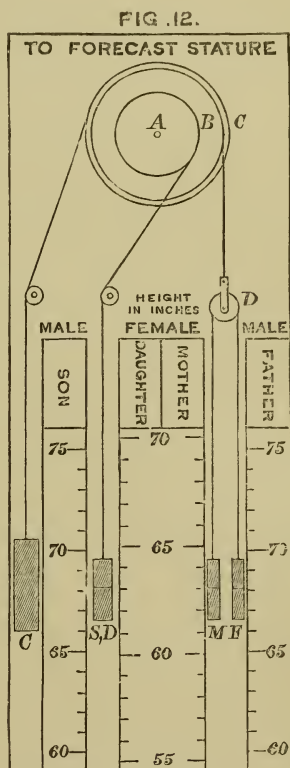 FIG.12.
TO FORECAST STATURE
A B C
D
HEIGHT
IN INCHES
MALE FEMALE MALE
SON DAUGHTER MOTHER FATHER
75 70 75
70 65 70
C S,D M F
65 60 65
60 55 60